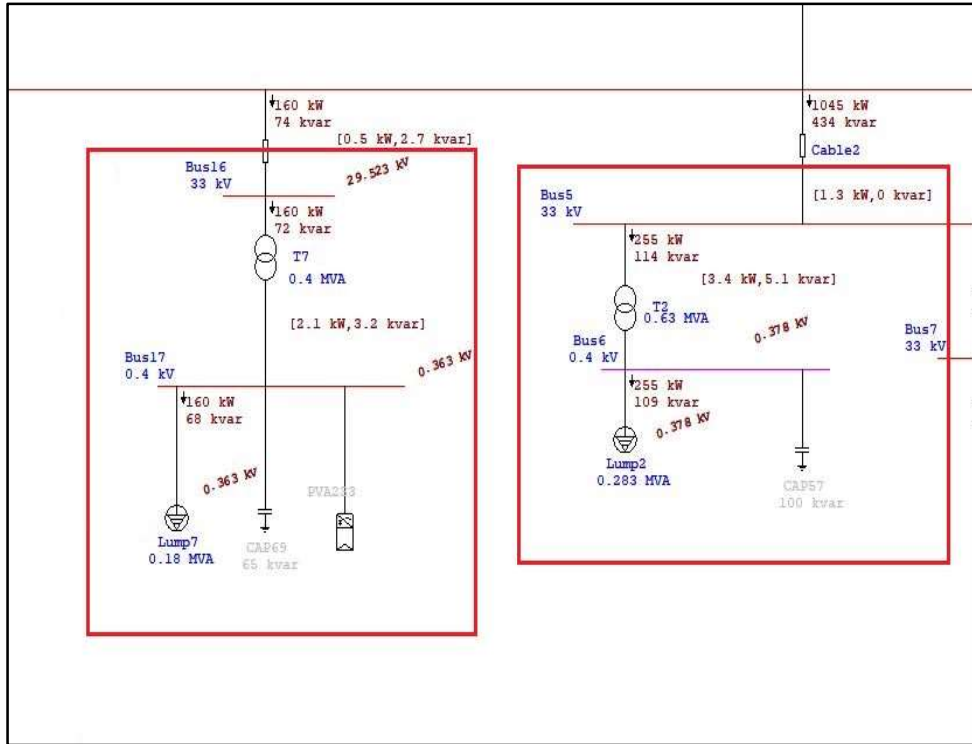 160 kW
74 kvar
[0.5 kW,2.7 kvar]
Bus16
33 kV
29.523 kV
160 kW
72 kvar
T7
0.4 MVA
[2.1 kW,3.2 kvar]
Bus17
0.4 kV
0.363 kV
160 kW
68 kvar
0.363 kV
PVA233
Lump7
0.18 MVA
CAP69
65 kvar
1045 kW
434 kvar
Cable2
[1.3 kW,0 kvar]
Bus5
33 kV
255 kW
114 kvar
[3.4 kW,5.1 kvar]
T2
0.63 MVA
0.378 kV
Bus6
0.4 kV
Bus7
33 kV
255 kW
109 kvar
0.378 kV
Lump2
0.283 MVA
CAP57
100 kvar